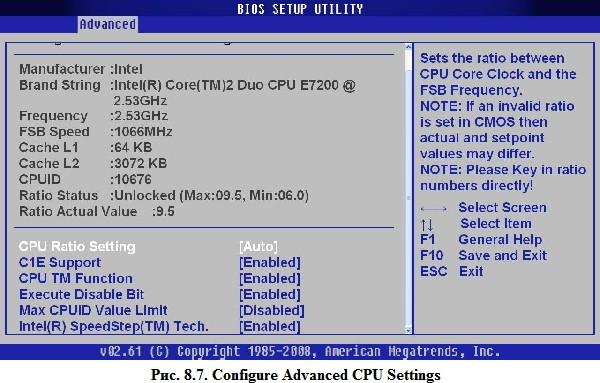 BIOS SETUP UTILITY
Advanced
Manufacturer :Intel
Brand String :Intel(R) Core(TM)2 Duo CPU E7200 @
2.53GHz
Frequency :2.53GHz
FSB Speed :1066MHz
Cache L1 :64 KB
Cache L2 :3072 KB
CPUID :10676
Ratio Status :Unlocked (Max:09.5, Min:06.0)
Ratio Actual Value :9.5
CPU Ratio Setting [Auto]
C1E Support [Enabled]
CPU TM Function [Enabled]
Execute Disable Bit [Enabled]
Max CPUID Value Limit [Disabled]
Intel(R) SpeedStep(TM) Tech. [Enabled]
Sets the ratio between
CPU Core Clock and the
FSB Frequency.
NOTE: If an invalid ratio
is set in CMOS then
actual and setpoint
values may differ.
NOTE: Please Key in ratio
numbers directly!
←→ Select Screen
↑↓ Select Item
F1 General Help
F10 Save and Exit
ESC Exit
v02.61 (C) Copyright 1985-2008, American Megatrends, Inc.
Рис. 8.7. Configure Advanced CPU Settings